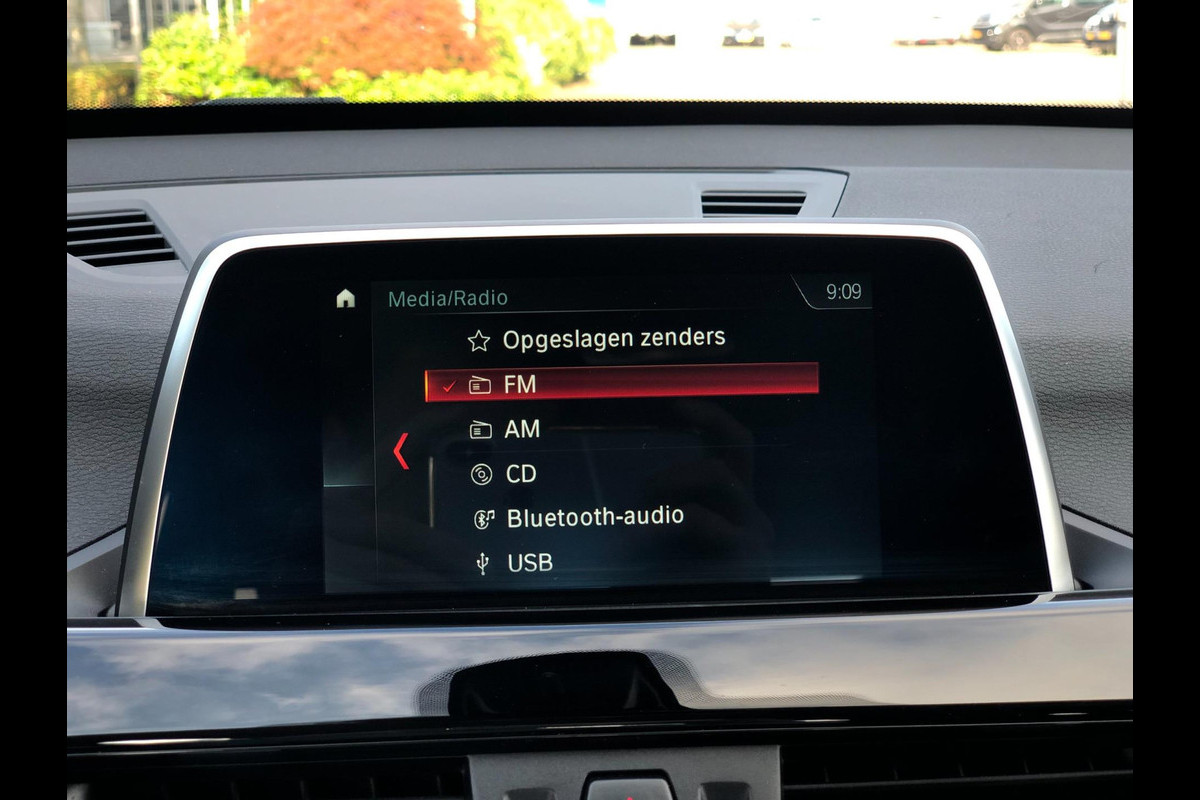 Media/Radio
9:09
Opgeslagen zenders
FM
AM
CD
Bluetooth-audio
USB